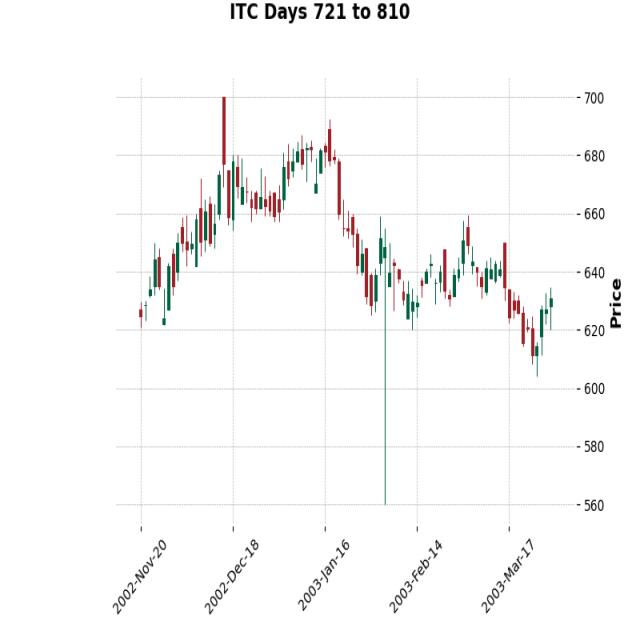 ITC Days 721 to 810
700
680
660
640
620
600
580
560
Price
2002-Nov-20
2002-Dec-18
2003-Jan-16
2003-Feb-14
2003-Mar-17